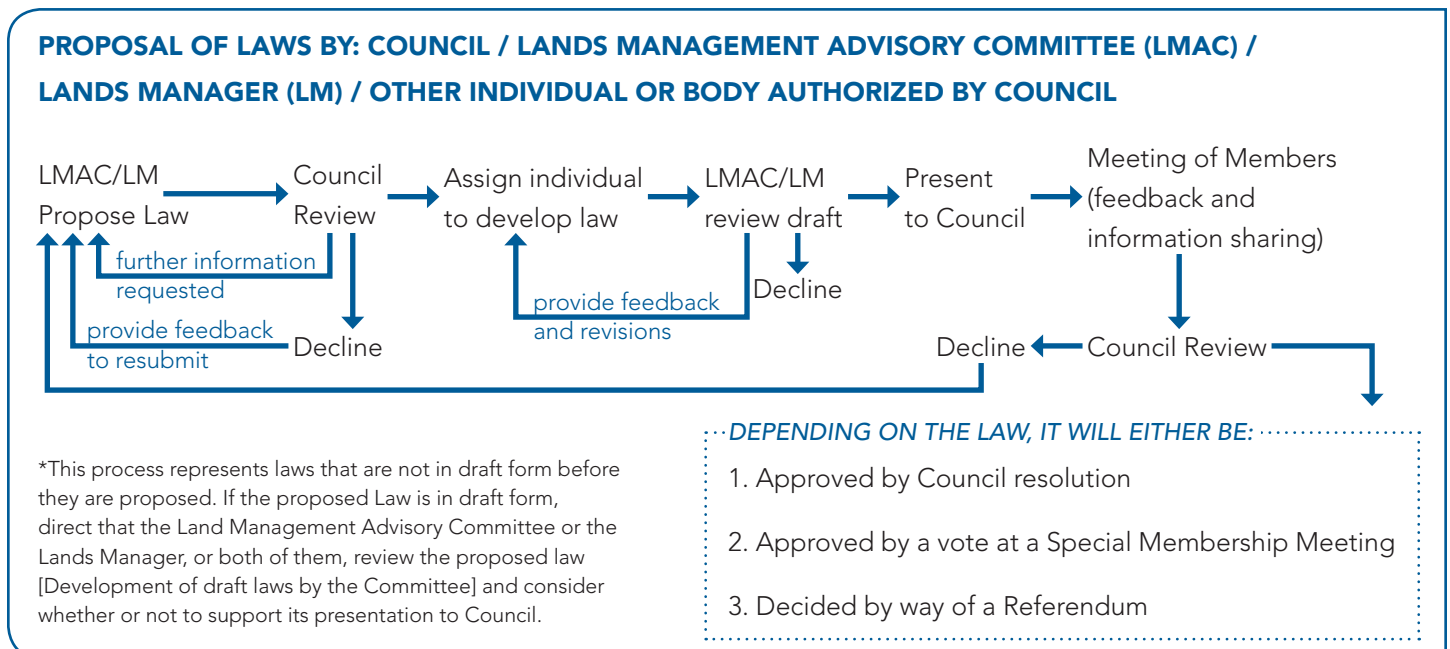 PROPOSAL OF LAWS BY: COUNCIL / LANDS MANAGEMENT ADVISORY COMMITTEE (LMAC) /
LANDS MANAGER (LM) / OTHER INDIVIDUAL OR BODY AUTHORIZED BY COUNCIL
LMAC/LM
Propose Law
Council
Review
Assign individual
to develop law
LMAC/LM
review draft
Present
to Council
Meeting of Members
(feedback and
information sharing)
further information
requested
provide feedback
to resubmit
Decline
provide feedback
and revisions
Decline
Decline
Council Review
*This process represents laws that are not in draft form before
they are proposed. If the proposed Law is in draft form,
direct that the Land Management Advisory Committee or the
Lands Manager, or both of them, review the proposed law
[Development of draft laws by the Committee] and consider
whether or not to support its presentation to Council.
DEPENDING ON THE LAW, IT WILL EITHER BE:
1. Approved by Council resolution
2. Approved by a vote at a Special Membership Meeting
3. Decided by way of a Referendum